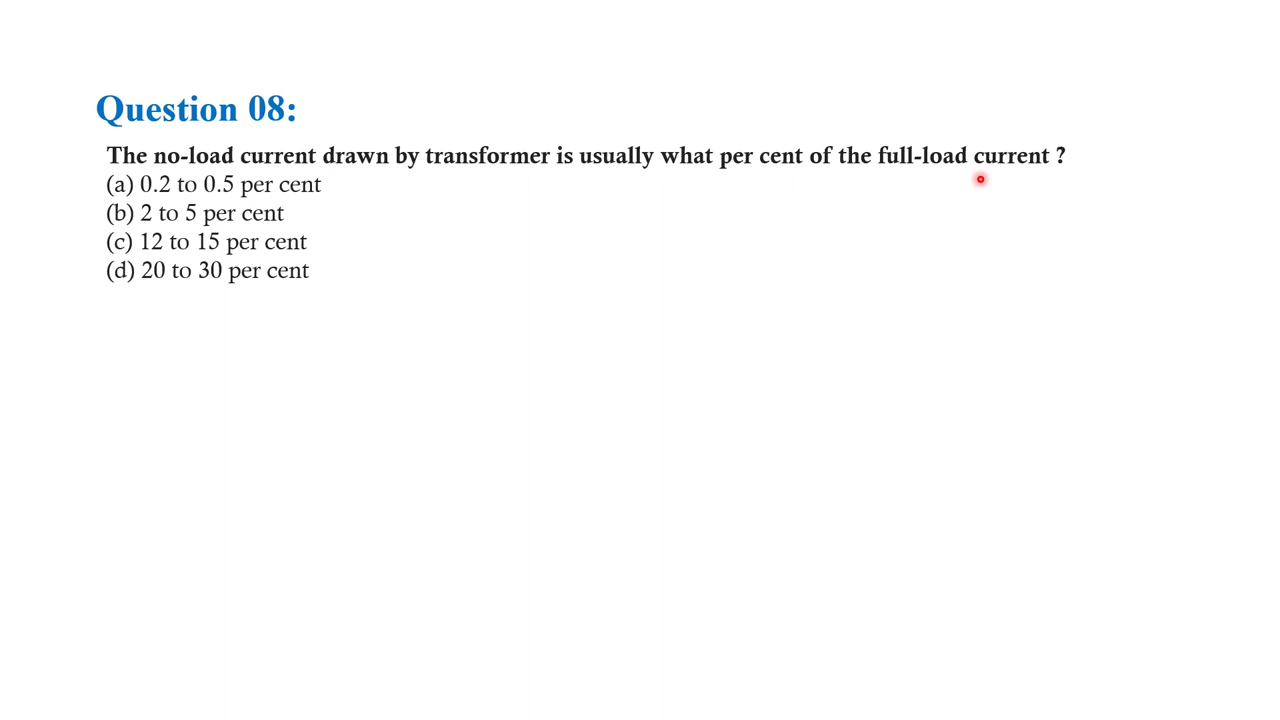 Question 08:
The no-load current drawn by transformer is usually what per cent of the full-load current ?
(a) 0.2 to 0.5 per cent
(b) 2 to 5 per cent
(c) 12 to 15 per cent
(d) 20 to 30 per cent